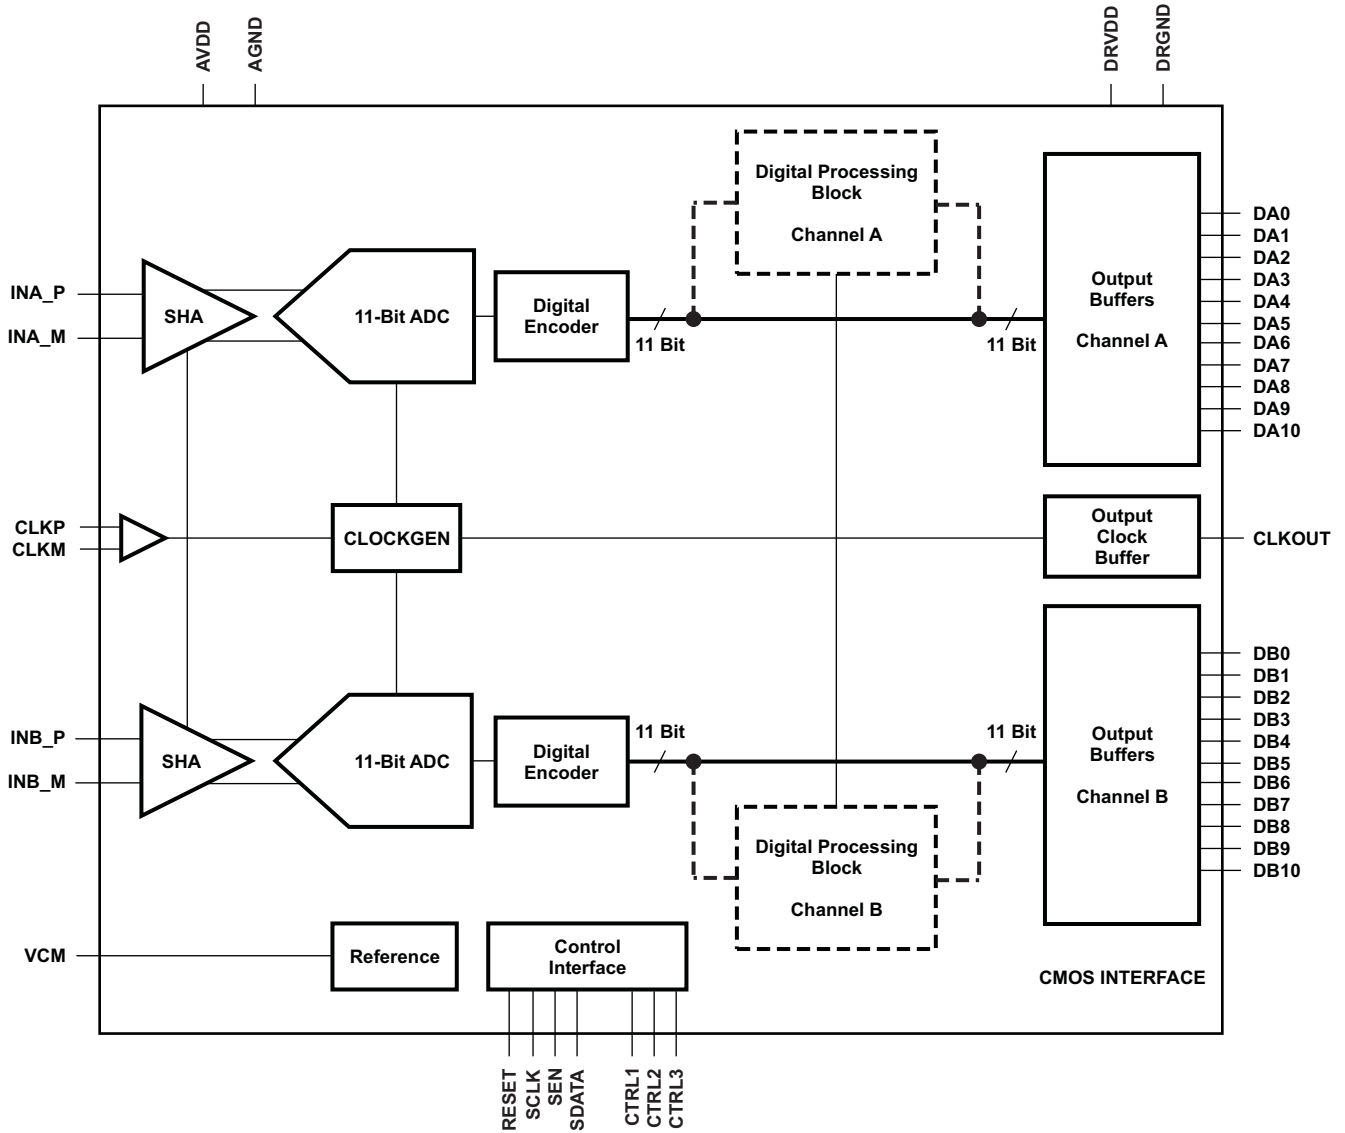 AVDD
AGND
DRVDD
DRGND
Digital Processing
Block
Channel A
INA_P
INA_M
SHA
11-Bit ADC
Digital
Encoder
11 Bit
11 Bit
Output
Buffers
Channel A
DA0
DA1
DA2
DA3
DA4
DA5
DA6
DA7
DA8
DA9
DA10
CLKP
CLKM
CLOCKGEN
Output
Clock
Buffer
CLKOUT
INB_P
INB_M
SHA
11-Bit ADC
Digital
Encoder
11 Bit
11 Bit
Output
Buffers
Channel B
DB0
DB1
DB2
DB3
DB4
DB5
DB6
DB7
DB8
DB9
DB10
Digital Processing
Block
Channel B
VCM
Reference
Control
Interface
CMOS INTERFACE
RESET
SCLK
SEN
SDATA
CTRL1
CTRL2
CTRL3